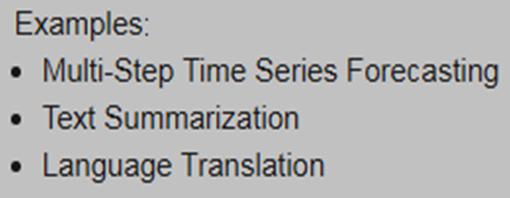 Examples:
• Multi-Step Time Series Forecasting
• Text Summarization
• Language Translation